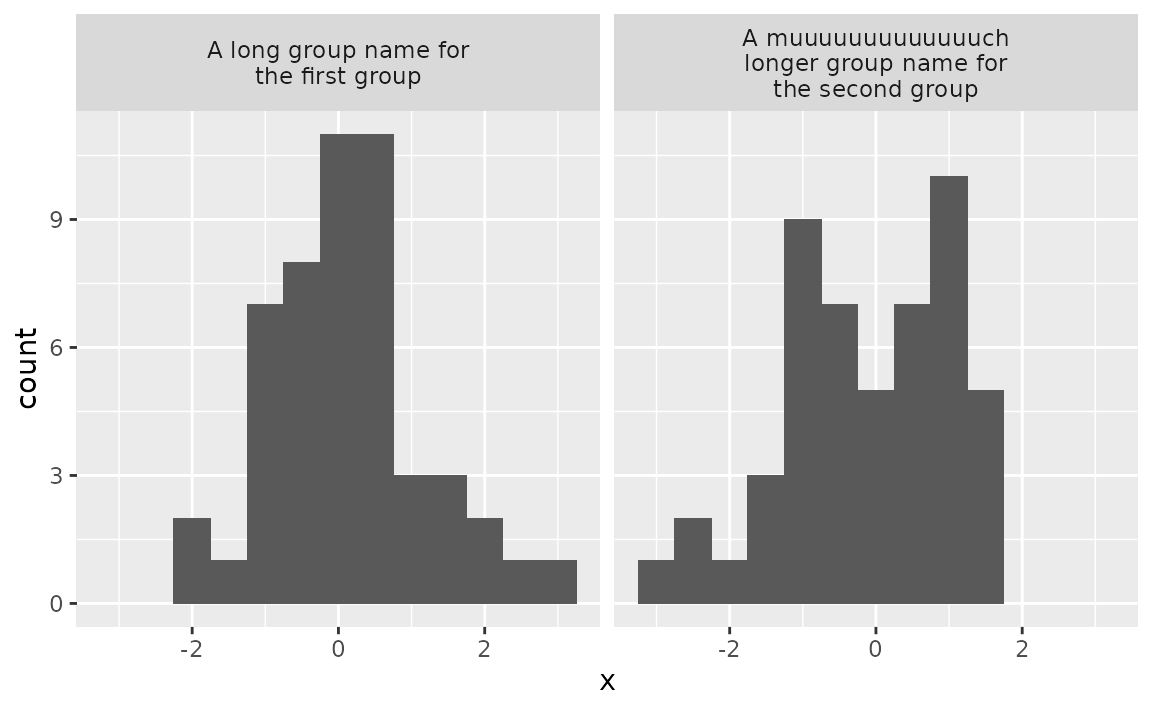 A long group name for
the first group
A muuuuuuuuuuuuuch
longer group name for
the second group
count
9
6
3
0
-2 0 2
-2 0 2
x